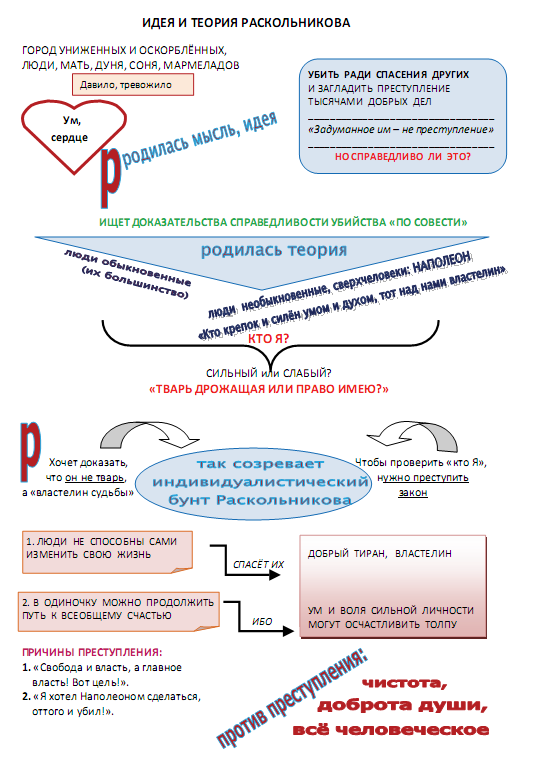 ИДЕЯ И ТЕОРИЯ РАСКОЛЬНИКОВА
ГОРОД УНИЖЕННЫХ И ОСКОРБЛЁННЫХ,
ЛЮДИ, МАТЬ, ДУНЯ, СОНЯ, МАРМЕЛАДОВ
Давило, тревожило
Ум,
сердце
р родилась мысль, идея
УБИТЬ РАДИ СПАСЕНИЯ ДРУГИХ
И ЗАГЛАДИТЬ ПРЕСТУПЛЕНИЕ
ТЫСЯЧАМИ ДОБРЫХ ДЕЛ
«Задуманное им – не преступление»
НО СПРАВЕДЛИВО ЛИ ЭТО?
ИЩЕТ ДОКАЗАТЕЛЬСТВА СПРАВЕДЛИВОСТИ УБИЙСТВА «ПО СОВЕСТИ»
родилась теория
люди обыкновенные
(их большинство)
люди необыкновенные, сверхчеловеки: НАПОЛЕОН
«Кто крепок и силён умом и духом, тот над нами властелин»
КТО Я?
СИЛЬНЫЙ или СЛАБЫЙ?
«ТВАРЬ ДРОЖАЩАЯ ИЛИ ПРАВО ИМЕЮ?»
р
Хочет доказать,
что он не тварь,
а «властелин судьбы»
так созревает
индивидуалистический
бунт Раскольникова
Чтобы проверить «кто Я»,
нужно преступить
закон
1. ЛЮДИ НЕ СПОСОБНЫ САМИ
ИЗМЕНИТЬ СВОЮ ЖИЗНЬ
СПАСЁТ ИХ
ДОБРЫЙ ТИРАН, ВЛАСТЕЛИН
2. В ОДИНОЧКУ МОЖНО ПРОДОЛЖИТЬ
ПУТЬ К ВСЕОБЩЕМУ СЧАСТЬЮ
ИБО
УМ И ВОЛЯ СИЛЬНОЙ ЛИЧНОСТИ
МОГУТ ОСЧАСТЛИВИТЬ ТОЛПУ
ПРИЧИНЫ ПРЕСТУПЛЕНИЯ:
1. «Свобода и власть, а главное
власть! Вот цель!».
2. «Я хотел Наполеоном сделаться,
оттого и убил!».
против преступления:
чистота,
доброта души,
всё человеческое